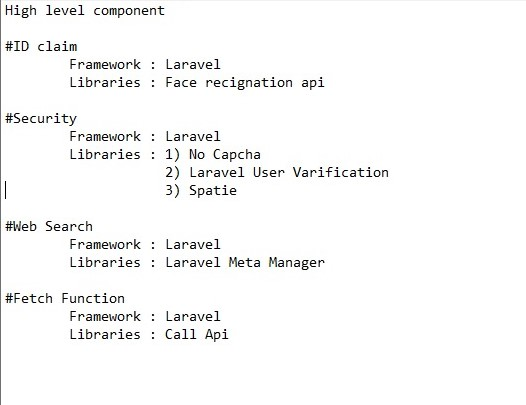 High level component
#ID claim
Framework : Laravel
Libraries : Face recignation api
#Security
Framework : Laravel
Libraries : 1) No Capcha
2) Laravel User Varification
3) Spatie
#Web Search
Framework : Laravel
Libraries : Laravel Meta Manager
#Fetch Function
Framework : Laravel
Libraries : Call Api